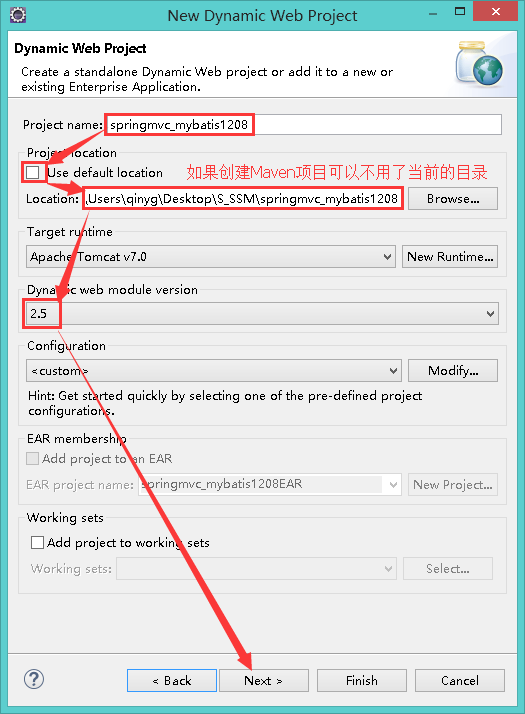 New Dynamic Web Project
Dynamic Web Project
Create a standalone Dynamic Web project or add it to a new or
existing Enterprise Application.
Project name: springmvc_mybatis1208
Project location
Use default location 如果创建Maven项目可以不用了当前的目录
Location: \Users\qinyg\Desktop\S_SSM\springmvc_mybatis1208 Browse...
Target runtime
Apache Tomcat v7.0 New Runtime...
Dynamic web module version
2.5
Configuration
<custom> Modify...
Hint: Get started quickly by selecting one of the pre-defined project
configurations.
EAR membership
Add project to an EAR
EAR project name: springmvc_mybatis1208EAR New Project...
Working sets
Add project to working sets
Working sets: Select...
? < Back Next > Finish Cancel